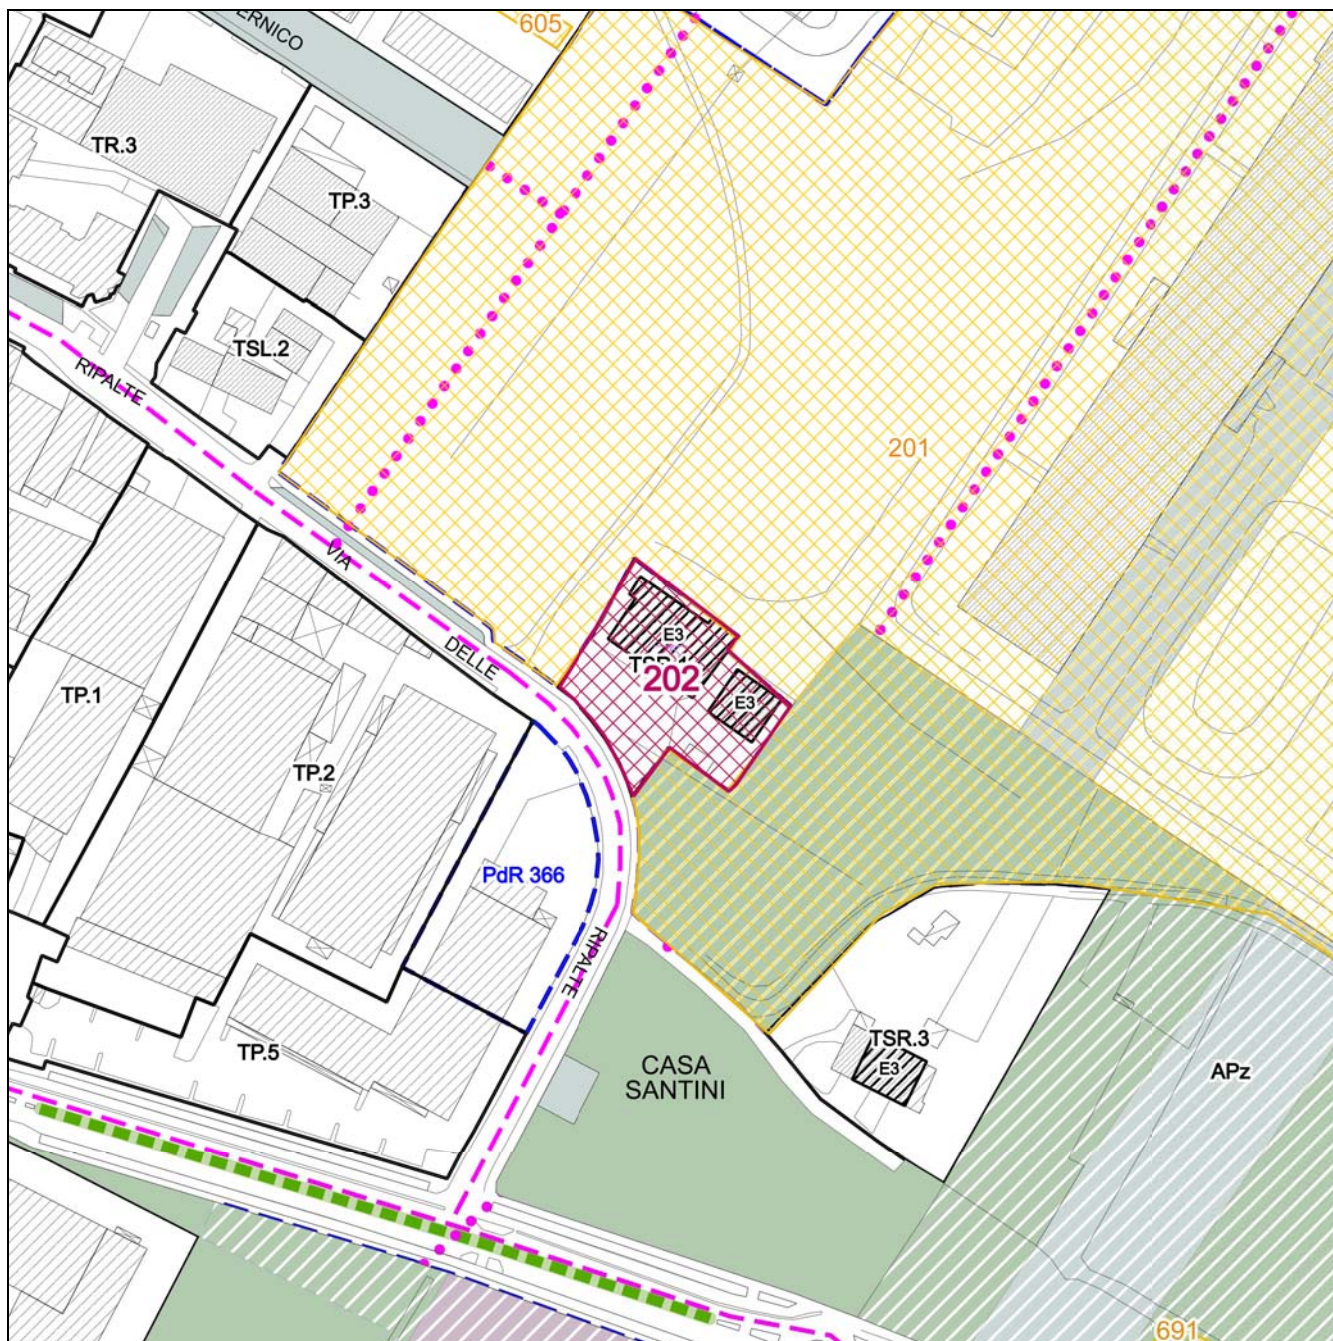 605
ERNICO
TR.3
TP.3
TSL.2
RIPALTE
201
VIA
E3
DELLE
202
E3
TP.1
TP.2
PdR 366
RIPALTE
TP.5
CASA
SANTINI
TSR.3
E3
APz
691